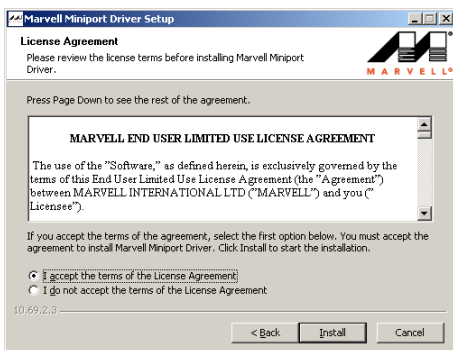 Marvell Miniport Driver Setup
License Agreement
Please review the license terms before installing Marvell Miniport
Driver.
MARVELL®
Press Page Down to see the rest of the agreement.
MARVELL END USER LIMITED USE LICENSE AGREEMENT
The use of the "Software," as defined herein, is exclusively governed by the
terms of this End User Limited Use License Agreement (the "Agreement")
between MARVELL INTERNATIONAL LTD ("MARVELL") and you ("
Licensee").
If you accept the terms of the agreement, select the first option below. You must accept the
agreement to install Marvell Miniport Driver. Click Install to start the installation.
I accept the terms of the License Agreement
I do not accept the terms of the License Agreement
10.69.2.3
< Back Install Cancel